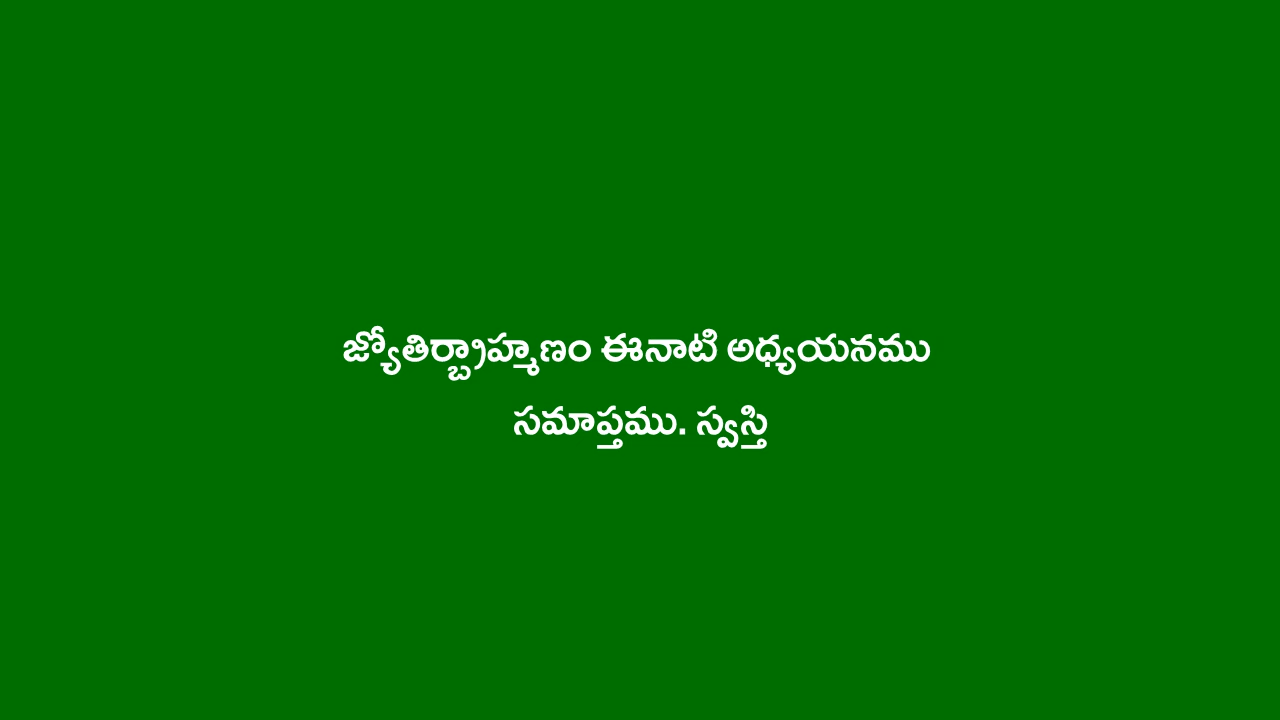 జ్యోతిర్బ్రాహ్మణం ఈనాటి అధ్యయనము
సమాప్తము. స్వస్తి